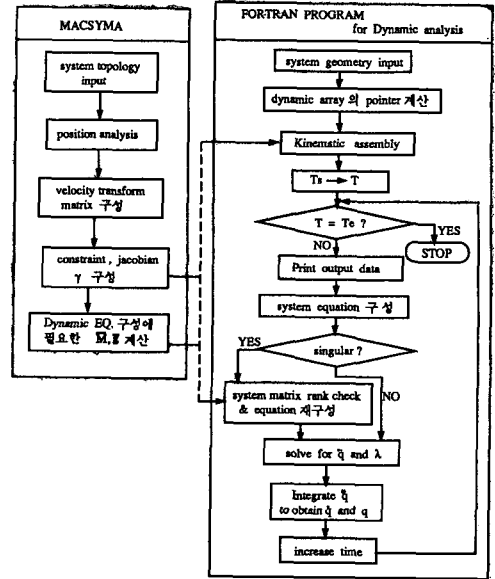 MACSYMA
system topology
input
position analysis
velocity transform
matrix 구성
constraint, jacobian
γ 구성
Dynamic EQ. 구성에
필요한 계산
FORTRAN PROGRAM
for Dynamic analysis
system geometry input
dynamic array 의 pointer 계산
Kinematic assembly
Ts → T
T = Te ?
YES
STOP
NO
Print output data
system equation 구성
singular ?
YES
NO
system matrix rank check
& equation 재구성
solve for q̈ and λ
Integrate q̈
to obtain q̇ and q
increase time